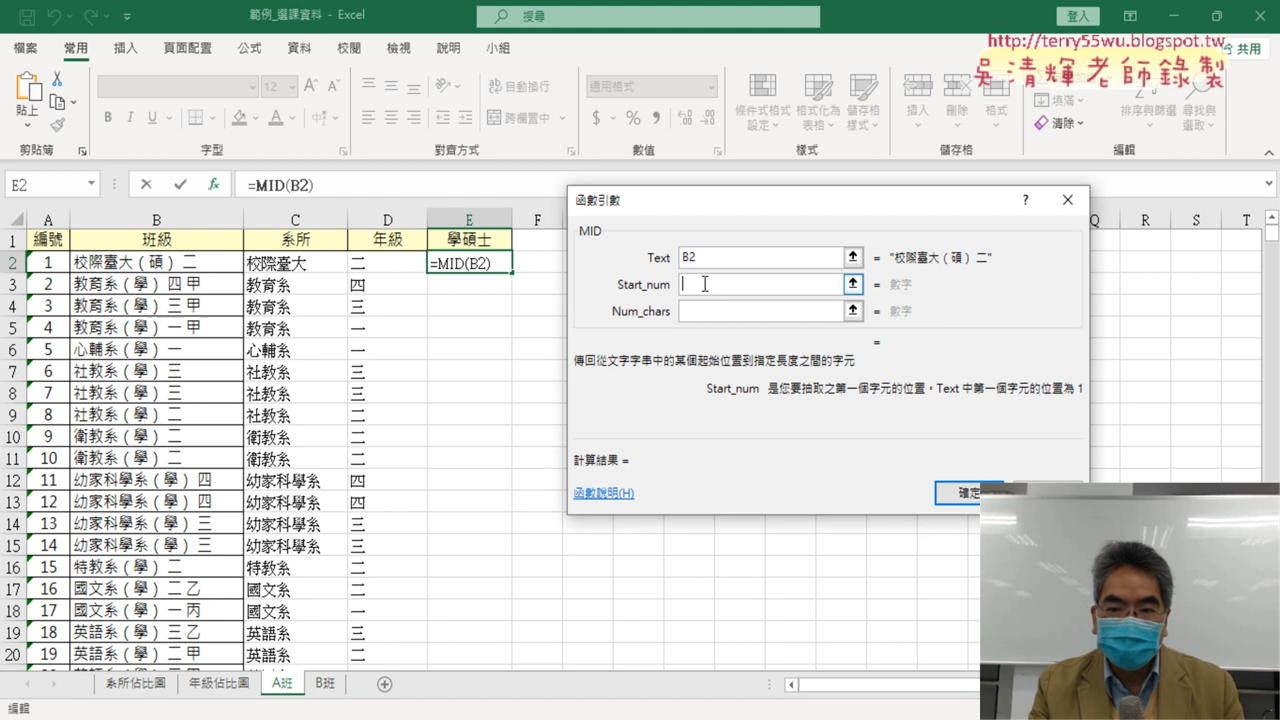 範例_選課資料 - Excel
搜尋
登入
http://terry55wu.blogspot.tw
吳清輝老師錄製
檔案 常用 插入 頁面配置 公式 資料 校閱 檢視 說明 小組
共用
貼上
12
自動換行
跨欄置中
通用格式
條件式格式設定
格式化為表格
儲存格樣式
插入 刪除 格式
填滿
清除
排序與篩選
尋找與選取
剪貼簿 字型 對齊方式 數值 樣式 儲存格 編輯
E2 =MID(B2)
A B C D E F Q R S T
1 編號 班級 系所 年級 學碩士
2 1 校際臺大（碩）二 校際臺大 二 =MID(B2)
3 2 教育系（學）四甲 教育系 四
4 3 教育系（學）三甲 教育系 三
5 4 教育系（學）一甲 教育系 一
6 5 心輔系（學）一 心輔系 一
7 6 社教系（學）三 社教系 三
8 7 社教系（學）三 社教系 三
9 8 社教系（學）二 社教系 二
10 9 衛教系（學）二 衛教系 二
11 10 衛教系（學）二 衛教系 二
12 11 幼家科學系（學）四 幼家科學系 四
13 12 幼家科學系（學）四 幼家科學系 四
14 13 幼家科學系（學）三 幼家科學系 三
15 14 幼家科學系（學）三 幼家科學系 三
16 15 特教系（學）二 特教系 二
17 16 國文系（學）二乙 國文系 二
18 17 國文系（學）一丙 國文系 一
19 18 英語系（學）三乙 英語系 三
20 19 英語系（學）二甲 英語系 二
函數引數
MID
Text B2 = "校際臺大（碩）二"
Start_num = 數字
Num_chars = 數字
=
傳回從文字字串中的某個起始位置到指定長度之間的字元
Start_num 是您要抽取之第一個字元的位置。Text 中第一個字元的位置為 1
計算結果 =
函數說明(H)
確定
系所佔比圖 年級佔比圖 A班 B班
編輯